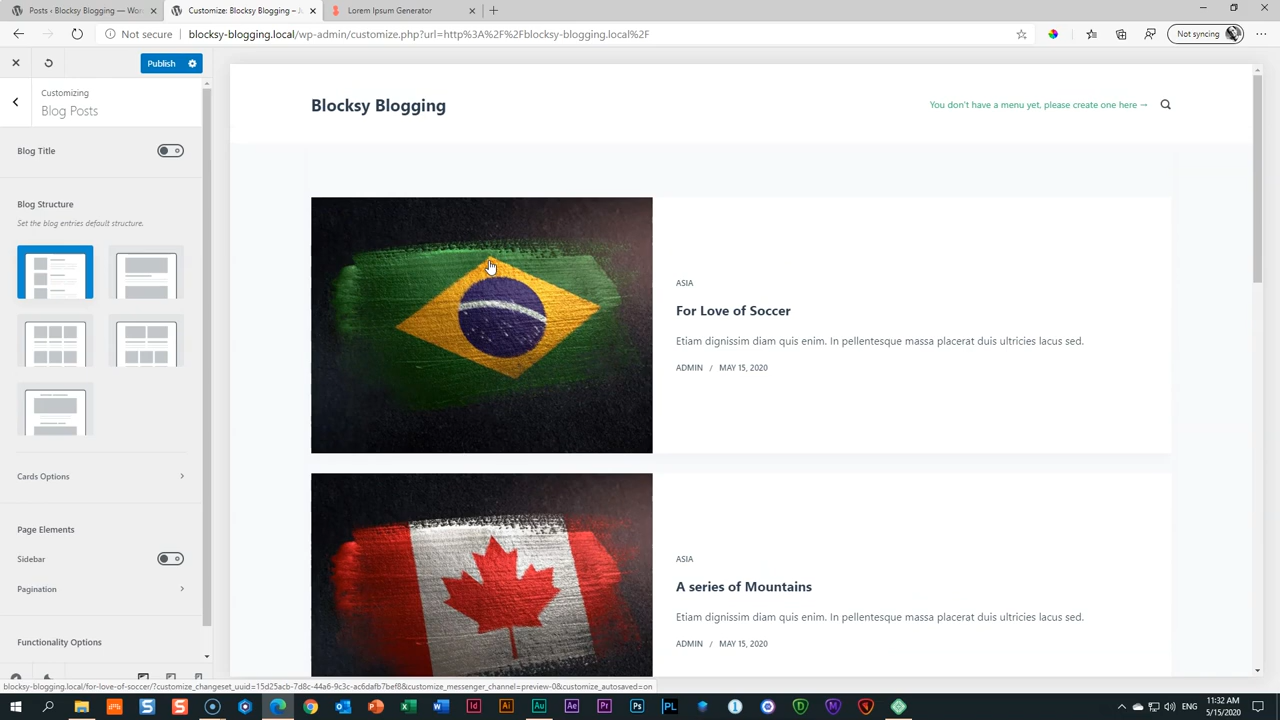 Posts ‹ Blocksy Blogging — Wor
Customize: Blocksy Blogging – Ju
Lorem Ipsum Generator
Not secure
blocksy-blogging.local/wp-admin/customize.php?url=http%3A%2F%2Fblocksy-blogging.local%2F
Not syncing
Publish
Customizing
Blog Posts
Blog Title
Blog Structure
Set the blog entries default structure.
Cards Options
Page Elements
Sidebar
Pagination
Functionality Options
Blocksy Blogging
You don't have a menu yet, please create one here →
ASIA
For Love of Soccer
Etiam dignissim diam quis enim. In pellentesque massa placerat duis ultricies lacus sed.
ADMIN / MAY 15, 2020
ASIA
A series of Mountains
Etiam dignissim diam quis enim. In pellentesque massa placerat duis ultricies lacus sed.
ADMIN / MAY 15, 2020
blocksy-blogging.local/for-love-of-soccer/?customize_changeset_uuid=15d25acb-7d8c-44a6-9c3c-ac6dafb7bef8&customize_messenger_channel=preview-0&customize_autosaved=on
ENG
11:32 AM
5/15/2020